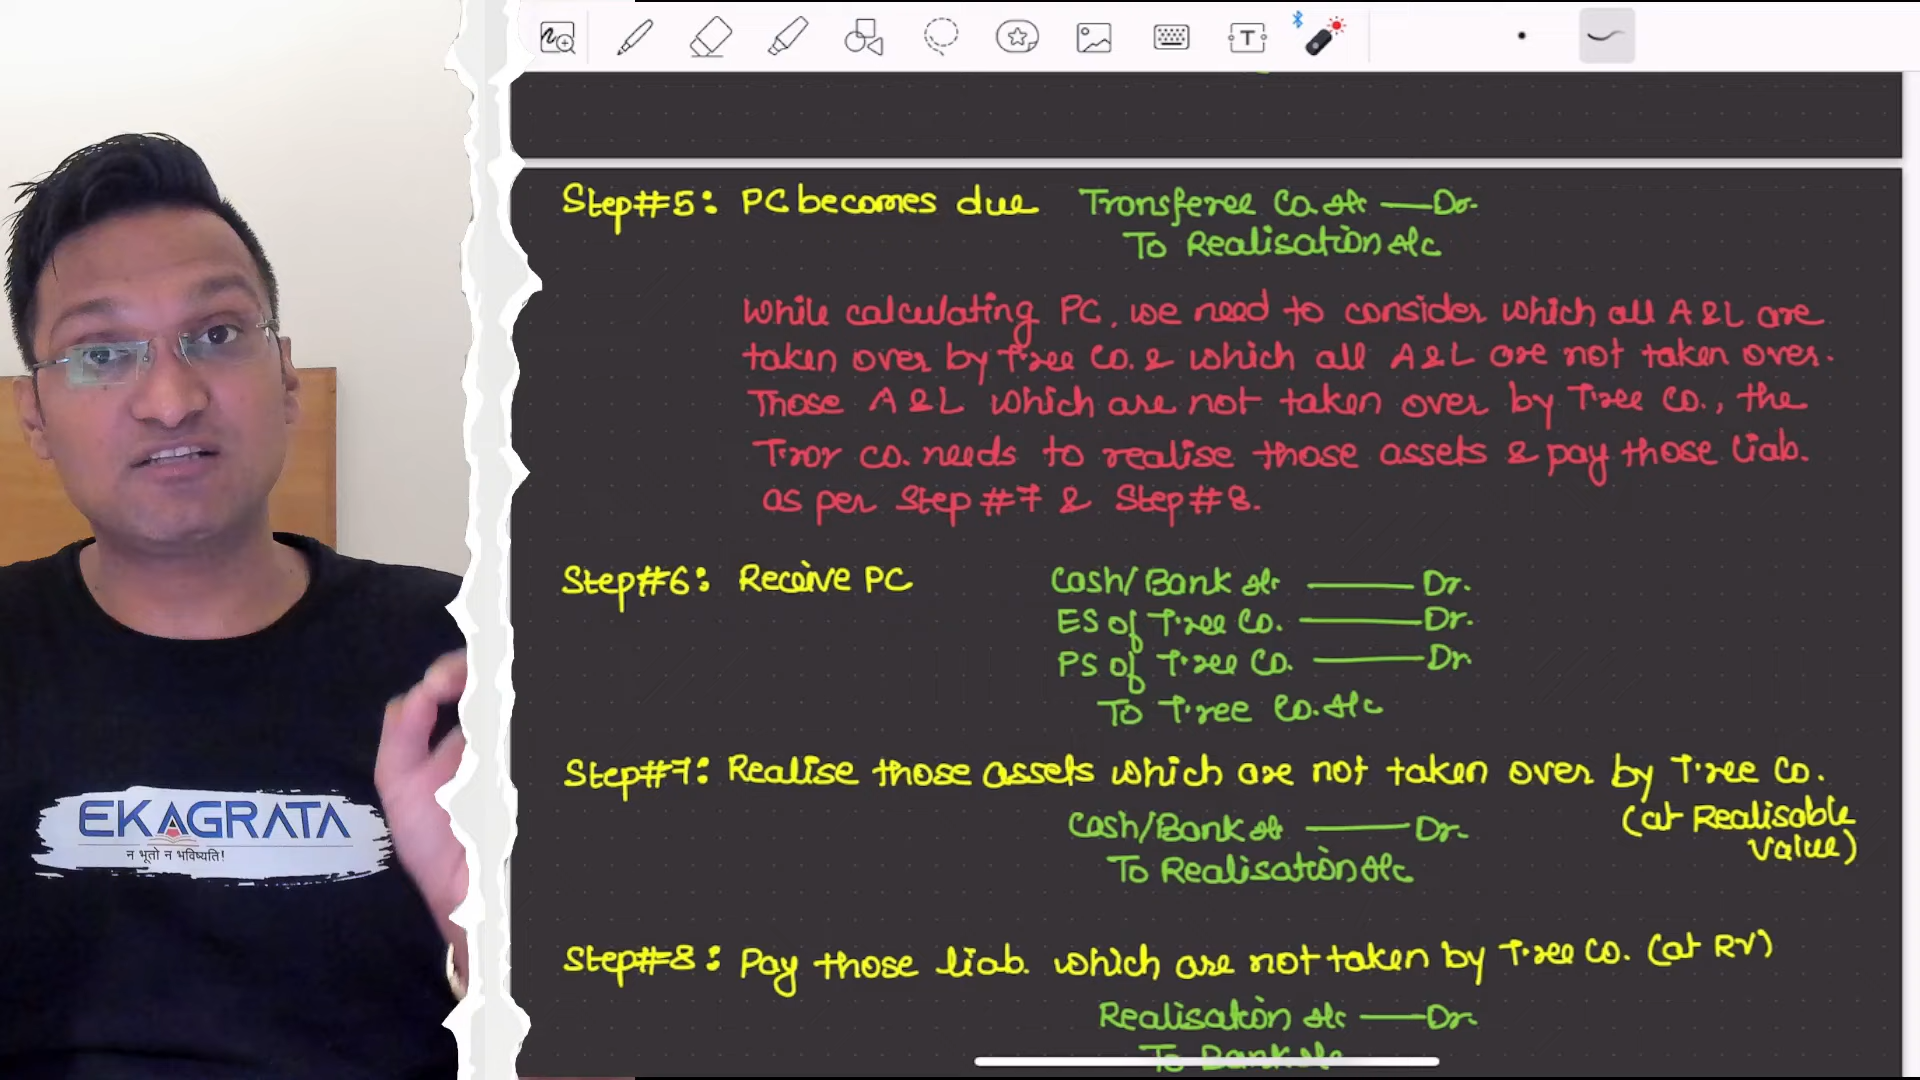 EKAGRATA
न भूतो न भविष्यति!
T
Step#5: PC becomes due Transferee Co. A/c — Dr.
To Realisation A/c
While calculating PC, we need to consider which all A & L are
taken over by T'ree Co. & which all A & L are not taken over.
Those A & L which are not taken over by T'ree Co., the
T'ror co. needs to realise those assets & pay those liab.
as per Step #7 & Step #8.
Step#6: Receive PC Cash/Bank A/c — Dr.
ES of T'ree Co. — Dr.
PS of T'ree Co. — Dr
To T'ree Co. A/c
Step#7: Realise those assets which are not taken over by T'ree Co.
(at Realisable
Value)
Cash/Bank A/c — Dr.
To Realisation A/c
Step#8: Pay those liab. which are not taken by T'ree Co. (at RV)
Realisation A/c — Dr.
To Bank A/c